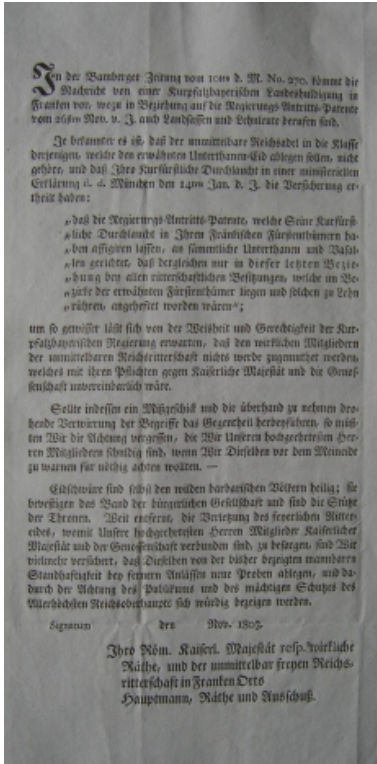 In der Bamberger Zeitung vom 10ten d. M. No. 270. kömmt die
Nachricht von einer Kurpfalzbayerischen Landeshuldigung in
Franken vor, wozu in Beziehung auf die Regierungs-Antritts-Patente
vom 26sten Nov. v. J. auch Landsassen und Lehnleute berufen sind.
Je bekannter es ist, daß der unmittelbare Reichsadel in die Klasse
derjenigen, welche den erwähnten Unterthanen-Eid ablegen sollen, nicht
gehöre, und daß Ihro Kurfürstliche Durchlaucht in einer ministeriellen
Erklärung d. d. München den 14ten Jan. d. J. die Versicherung er-
theilt haben:
„daß die Regierungs-Antritts-Patente, welche Seine Kurfürst-
„liche Durchlaucht in Ihren Fränkischen Fürstenthümern ha-
„ben affigiren lassen, an sämmtliche Unterthanen und Vasal-
„len gerichtet, daß dergleichen nur in dieser letzten Bezie-
„hung bey allen ritterschaftlichen Besitzungen, welche im Be-
„zirke der erwähnten Fürstenthümer liegen und solchen zu Lehn
„rühren, angeheftet worden wären“;
um so gewisser läßt sich von der Weisheit und Gerechtigkeit der Kur-
pfalzbayerischen Regierung erwarten, daß den wirklichen Mitgliedern
der unmittelbaren Reichsritterschaft nichts werde zugemuthet werden,
welches mit ihren Pflichten gegen Kaiserliche Majestät und die Genos-
senschaft unvereinbarlich wäre.
Sollte indessen ein Mißgeschick und die überhand zu nehmen dro-
hende Verwirrung der Begriffe das Gegentheil herbeyführen, so müß-
ten Wir die Achtung vergessen, die Wir Unseren hochgeehrtesten Her-
ren Mitgliedern schuldig sind, wenn Wir Dieselben vor dem Meineide
zu warnen für nöthig achten wollten. —
Eidschwüre sind selbst den wilden barbarischen Völkern heilig; sie
bevestigen das Band der bürgerlichen Gesellschaft und sind die Stütze
der Thronen. Weit entfernt, die Verletzung des feyerlichen Ritter-
eides, womit Unsere hochgeehrtesten Herren Mitglieder Kaiserlicher
Majestät und der Genossenschaft verbunden sind, zu besorgen, sind Wir
vielmehr versichert, daß Dieselben von der bisher bezeigten mannbaren
Standhaftigkeit bey fernern Anlässen neue Proben ablegen, und da-
durch der Achtung des Publikums und des mächtigen Schutzes des
Allerhöchsten Reichsoberhaupts sich würdig bezeigen werden.
Signatum den Nov. 1803.
Ihro Röm. Kaiserl. Majestät resp. wirkliche
Räthe, und der unmittelbar freyen Reichs-
ritterschaft in Franken Orts
Hauptmann, Räthe und Ausschuß.